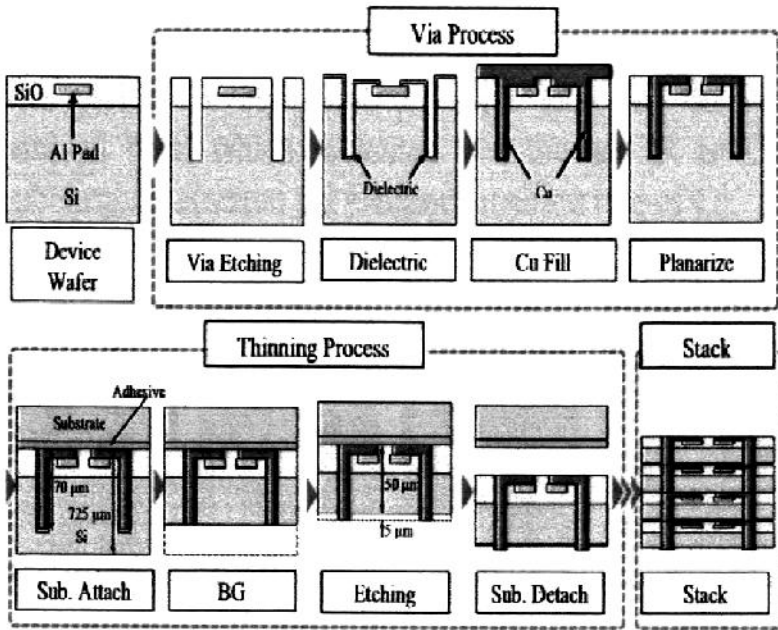 Via Process
SiO
Al Pad
Si
Device
Wafer
Dielectric
Cu
Via Etching
Dielectric
Cu Fill
Planarize
Thinning Process
Stack
Adhesive
Substrate
70 μm
725 μm
Si
50 μm
5 μm
Sub. Attach
BG
Etching
Sub. Detach
Stack